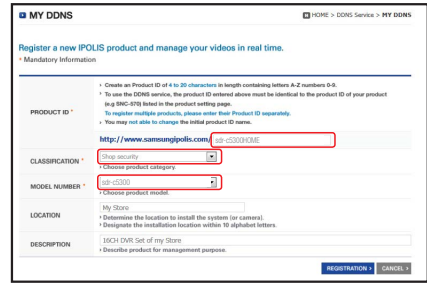 MY DDNS
HOME > DDNS Service > MY DDNS
Register a new IPOLIS product and manage your videos in real time.
* Mandatory Information
PRODUCT ID *
› Create an Product ID of 4 to 20 characters in length containing letters A-Z numbers 0-9.
› To use the DDNS service, the product ID entered above must be identical to the product ID of your product
(e.g SNC-570) listed in the product setting page.
To register multiple products, please enter their Product ID separately.
› You may not able to change the initial product ID name.
http://www.samsungipolis.com/ sdr-c5300HOME
CLASSIFICATION *
Shop security
› Choose product category.
MODEL NUMBER *
sdr-c5300
› Choose product model.
LOCATION
My Store
› Determine the location to install the system (or camera).
› Designate the installation location within 10 alphabet letters.
DESCRIPTION
16CH DVR Set of my Store
› Describe product for management purpose.
REGISTRATION › CANCEL ›